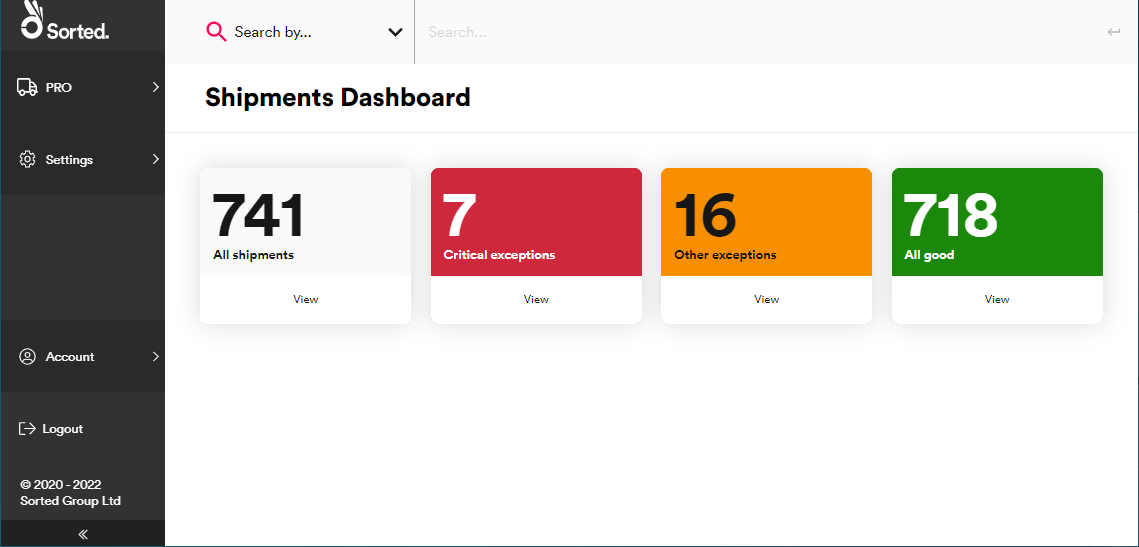 Sorted.
Search by...
Search...
PRO
Settings
Shipments Dashboard
741
All shipments
View
7
Critical exceptions
View
16
Other exceptions
View
718
All good
View
Account
Logout
© 2020 - 2022
Sorted Group Ltd